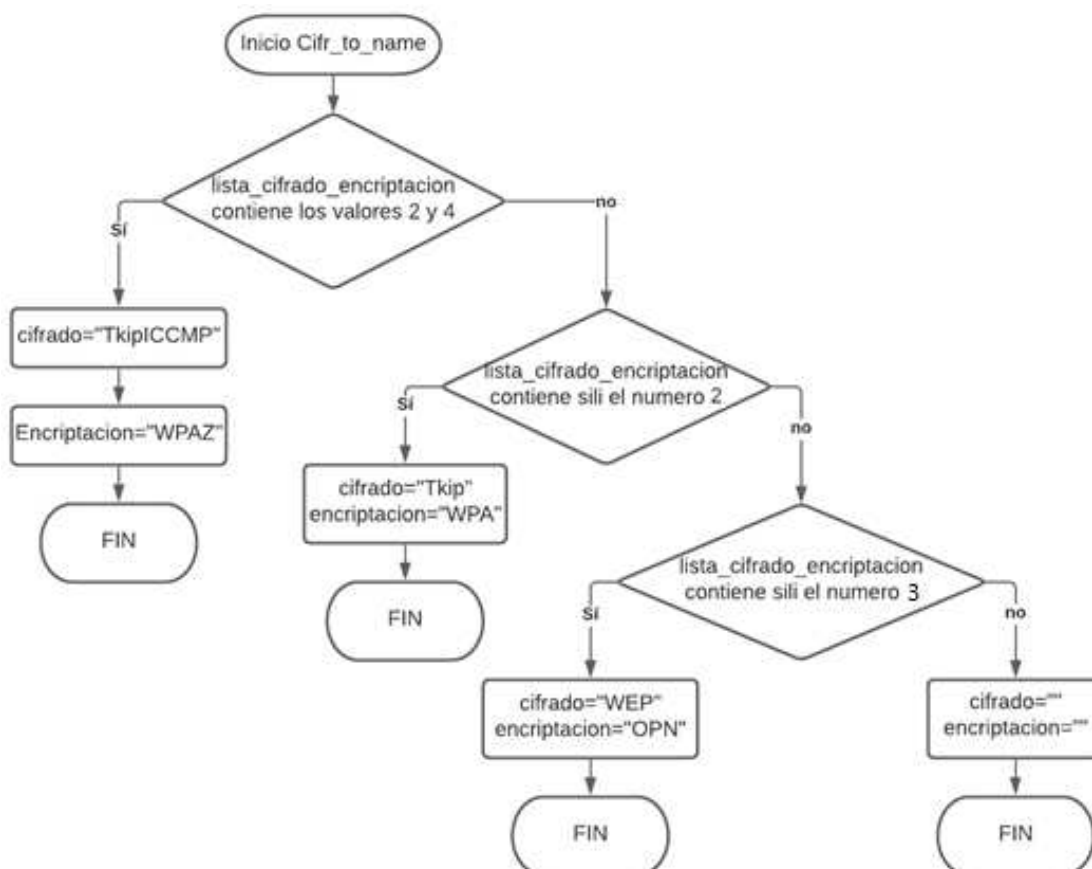 Inicio Cifr_to_name
lista_cifrado_encriptacion
contiene los valores 2 y 4
Sí
no
cifrado="TkipICCMP"
Encriptacion="WPAZ"
FIN
lista_cifrado_encriptacion
contiene sili el numero 2
Sí
no
cifrado="Tkip"
encriptacion="WPA"
FIN
lista_cifrado_encriptacion
contiene sili el numero 3
Sí
no
cifrado="WEP"
encriptacion="OPN"
FIN
cifrado=""
encriptacion=""
FIN